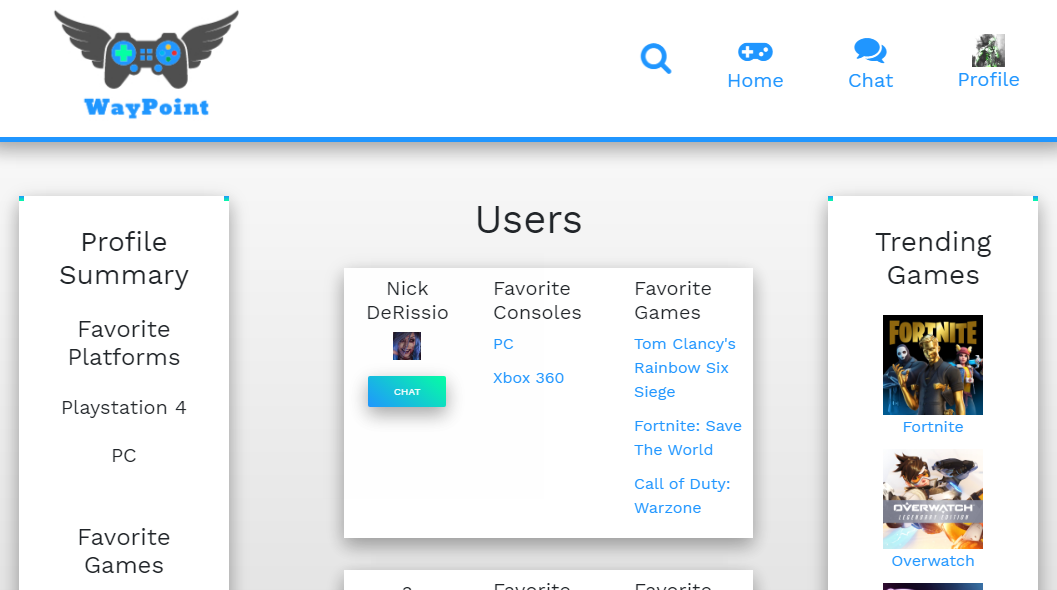 WayPoint
Home
Chat
Profile
Profile
Summary
Favorite
Platforms
Playstation 4
PC
Favorite
Games
Users
Nick
DeRissio
CHAT
Favorite
Consoles
PC
Xbox 360
Favorite
Games
Tom Clancy's
Rainbow Six
Siege
Fortnite: Save
The World
Call of Duty:
Warzone
Favorite
Favorite
Trending
Games
FORTNITE
Fortnite
OVERWATCH
LEGENDARY EDITION
Overwatch